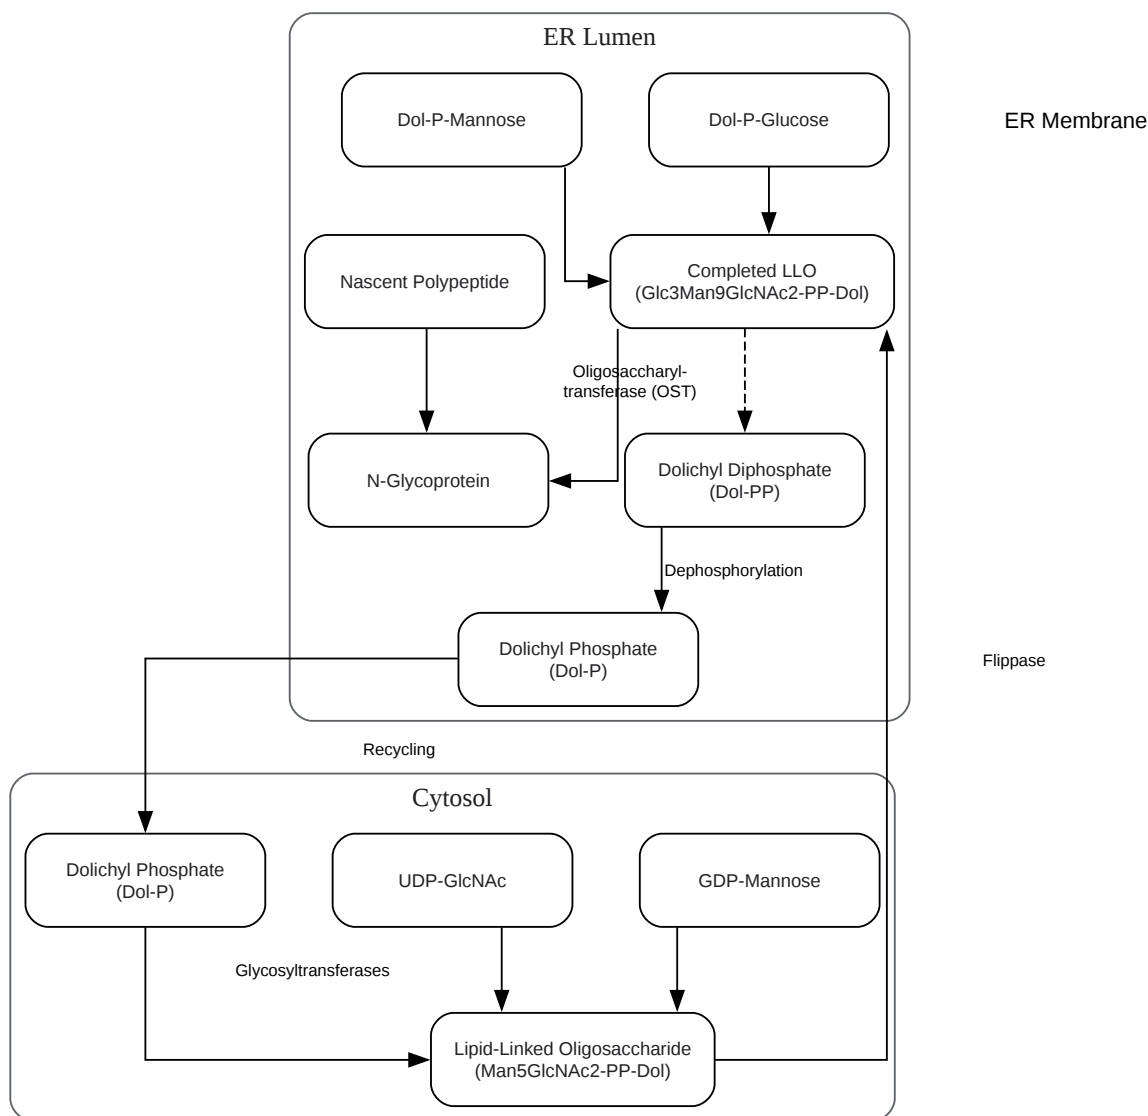 ER Lumen
Dol-P-Mannose
Dol-P-Glucose
ER Membrane
Nascent Polypeptide
Completed LLO
(Glc3Man9GlcNAc2-PP-Dol)
Oligosaccharyl-
transferase (OST)
N-Glycoprotein
Dolichyl Diphosphate
(Dol-PP)
Dephosphorylation
Dolichyl Phosphate
(Dol-P)
Flippase
Recycling
Cytosol
Dolichyl Phosphate
(Dol-P)
UDP-GlcNAc
GDP-Mannose
Glycosyltransferases
Lipid-Linked Oligosaccharide
(Man5GlcNAc2-PP-Dol)